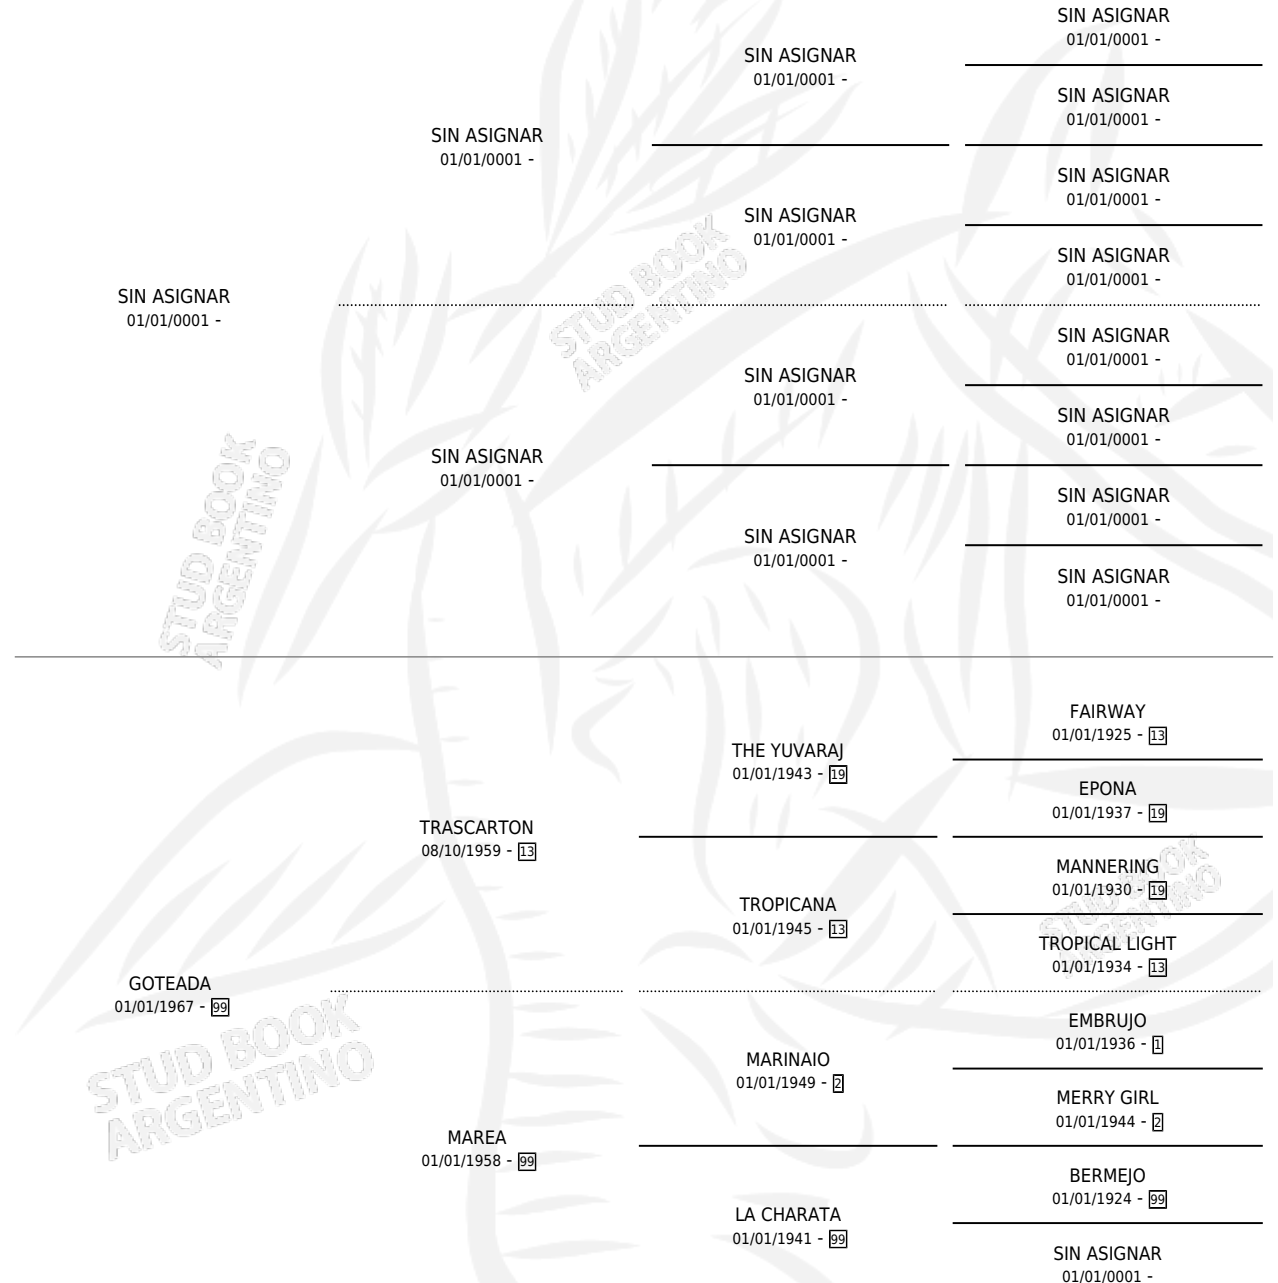 SIN ASIGNAR
01/01/0001 -
SIN ASIGNAR
01/01/0001 -
SIN ASIGNAR
01/01/0001 -
SIN ASIGNAR
01/01/0001 -
SIN ASIGNAR
01/01/0001 -
SIN ASIGNAR
01/01/0001 -
SIN ASIGNAR
01/01/0001 -
STUD BOOK
ARGENTINO
SIN ASIGNAR
01/01/0001 -
SIN ASIGNAR
01/01/0001 -
SIN ASIGNAR
01/01/0001 -
SIN ASIGNAR
01/01/0001 -
SIN ASIGNAR
01/01/0001 -
SIN ASIGNAR
01/01/0001 -
STUD BOOK
ARGENTINO
SIN ASIGNAR
01/01/0001 -
SIN ASIGNAR
01/01/0001 -
SIN ASIGNAR
01/01/0001 -
FAIRWAY
01/01/1925 - 13
THE YUVARAJ
01/01/1943 - 19
EPONA
01/01/1937 - 19
TRASCARTON
08/10/1959 - 13
MANNERING
01/01/1930 - 19
TROPICANA
01/01/1945 - 13
STUD BOOK
ARGENTINO
TROPICAL LIGHT
01/01/1934 - 13
GOTEADA
01/01/1967 - 99
EMBRUJO
01/01/1936 - 1
STUD BOOK
ARGENTINO
MARINAIO
01/01/1949 - 2
MERRY GIRL
01/01/1944 - 2
MAREA
01/01/1958 - 99
BERMEJO
01/01/1924 - 99
LA CHARATA
01/01/1941 - 99
SIN ASIGNAR
01/01/0001 -